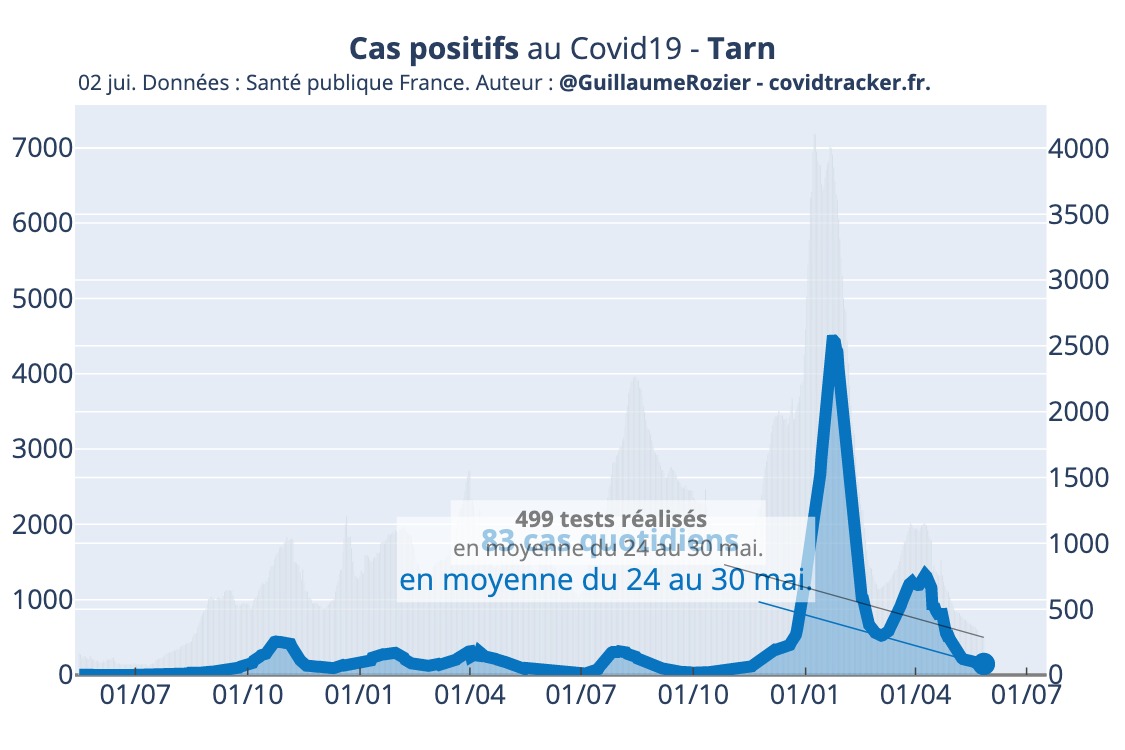 Cas positifs au Covid19 - Tarn
02 jui. Données : Santé publique France. Auteur : @GuillaumeRozier - covidtracker.fr.
7000
6000
5000
4000
3000
2000
1000
0
4000
3500
3000
2500
2000
1500
1000
500
0
499 tests réalisés
en moyenne du 24 au 30 mai.
83 cas quotidiens
en moyenne du 24 au 30 mai.
01/07 01/10 01/01 01/04 01/07 01/10 01/01 01/04 01/07